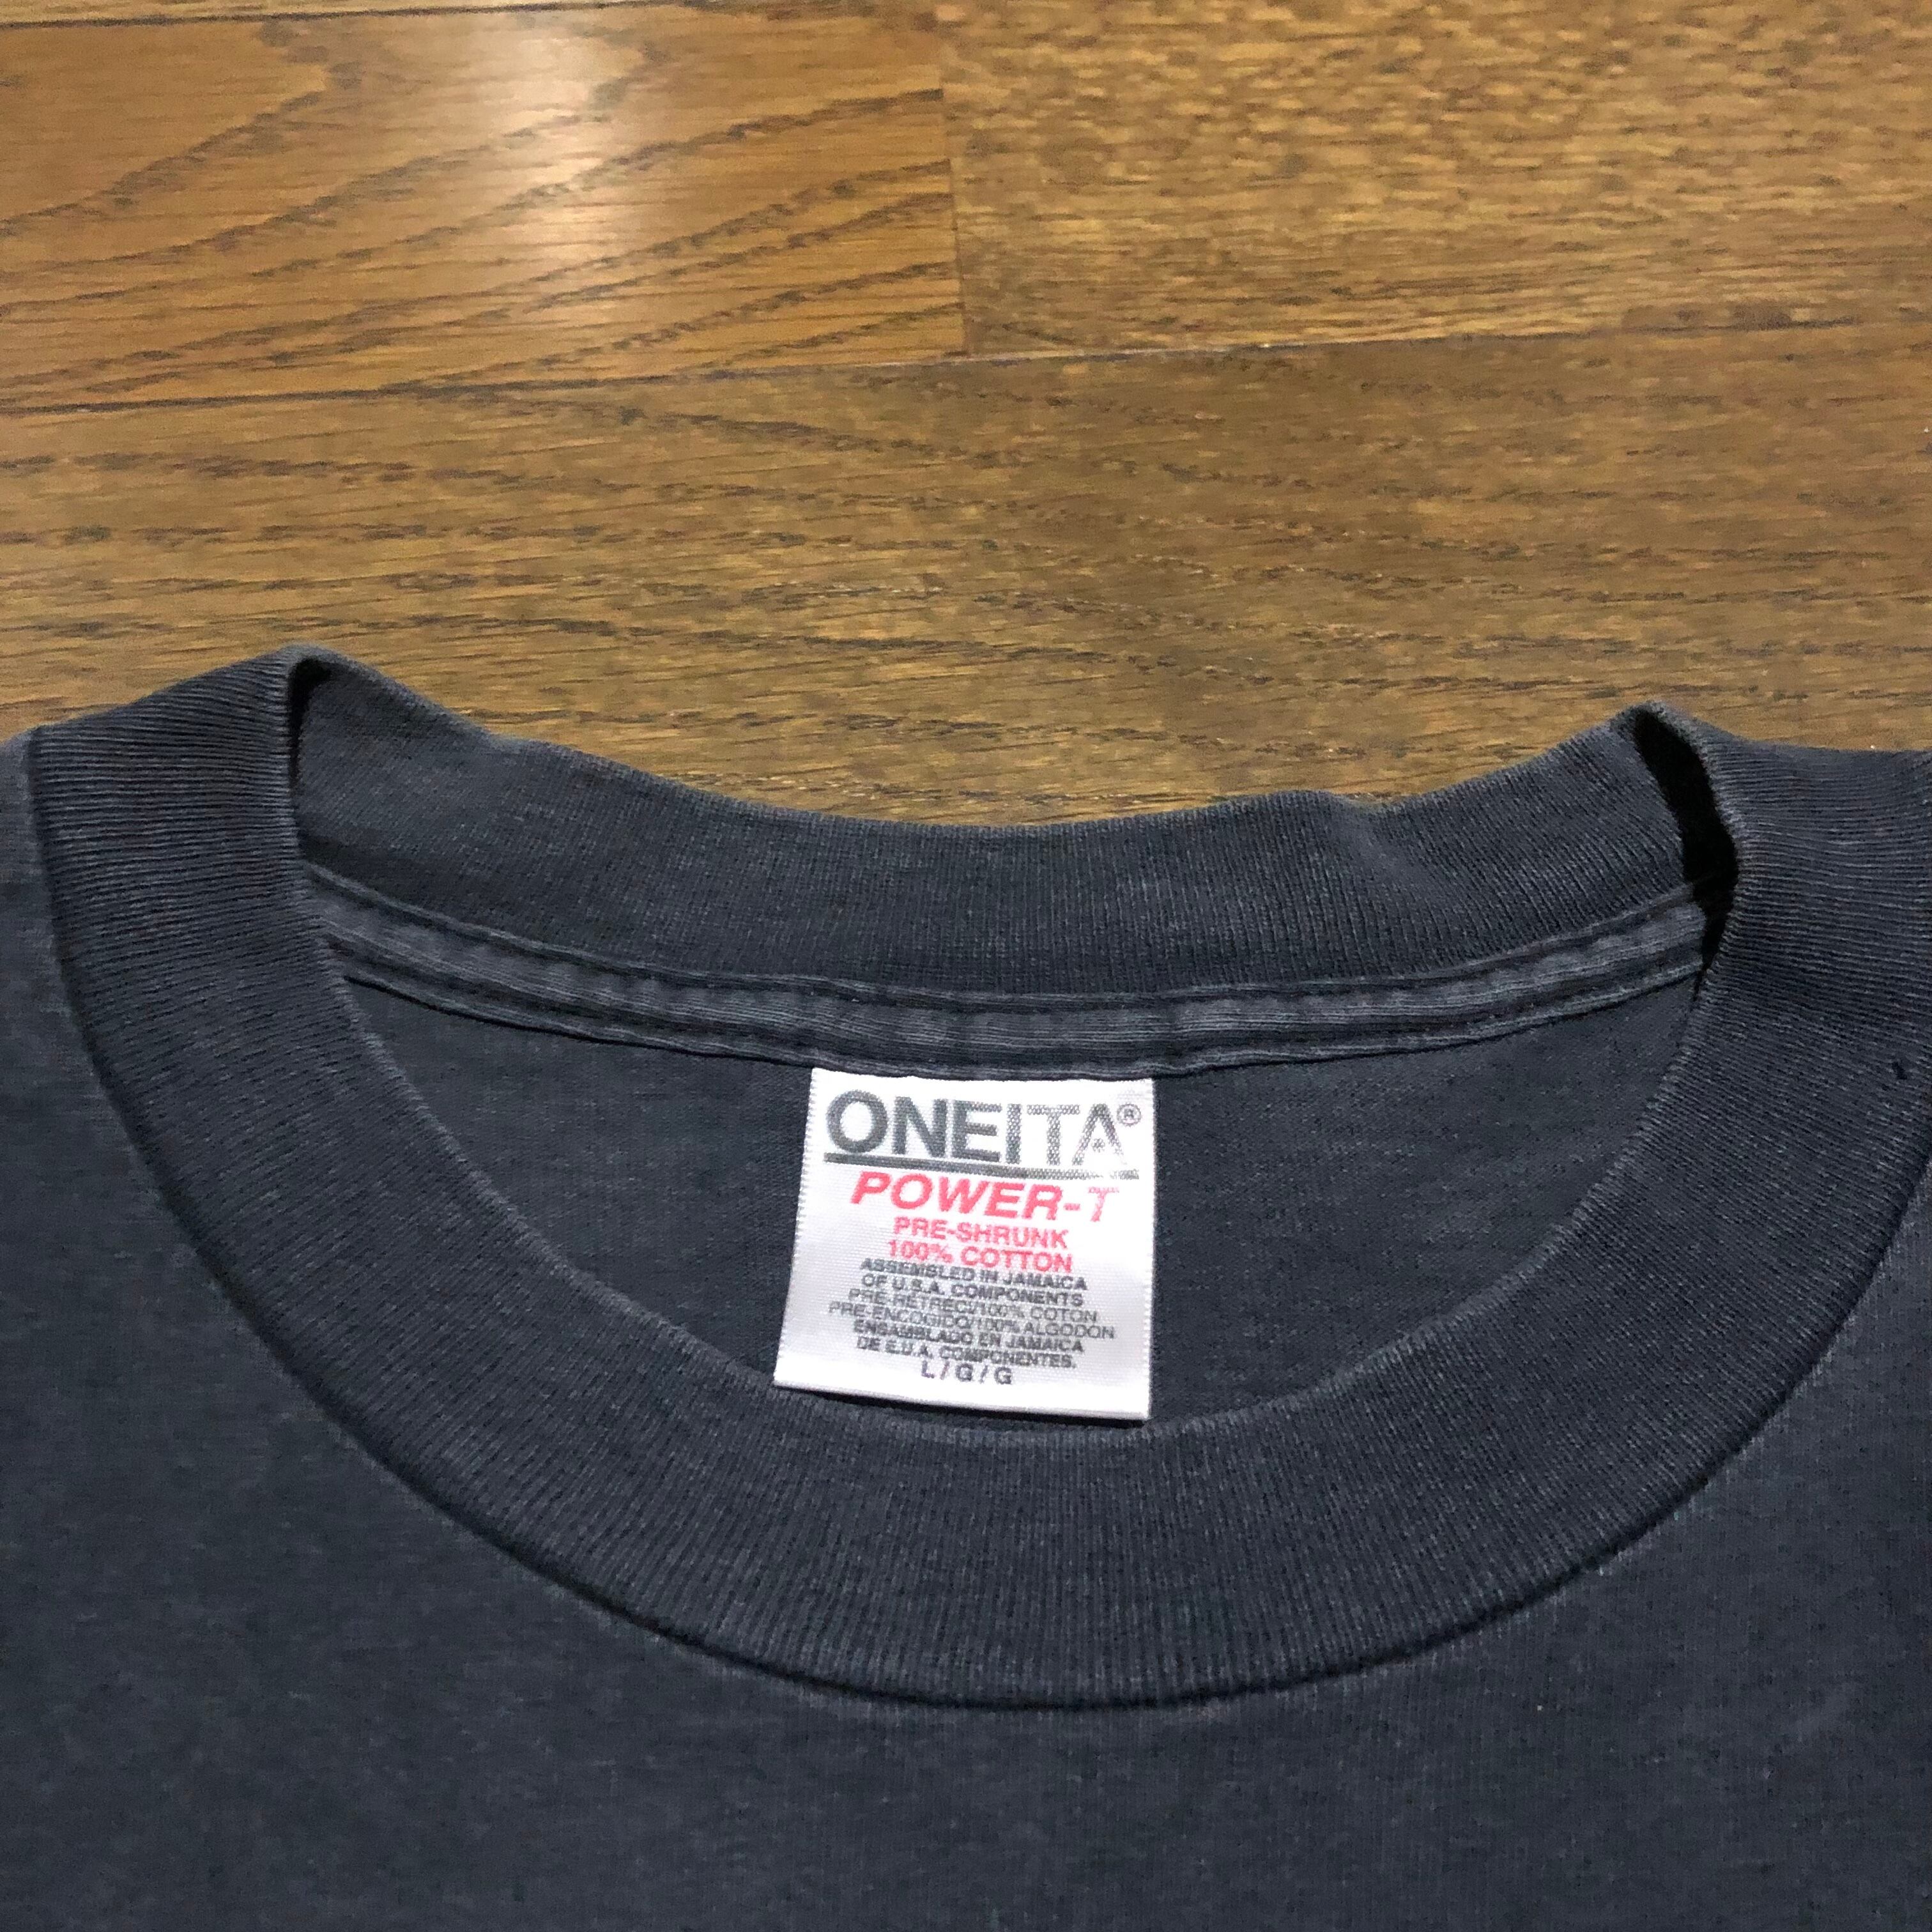 ONEITA®
POWER-T
PRE-SHRUNK
100% COTTON
ASSEMBLED IN JAMAICA
OF U.S.A. COMPONENTS
PRE-RETRECI/100% COTON
PRE-ENCOGIDO/100% ALGODON
ENSAMBLADO EN JAMAICA
DE E.U.A. COMPONENTES.
L/G/G